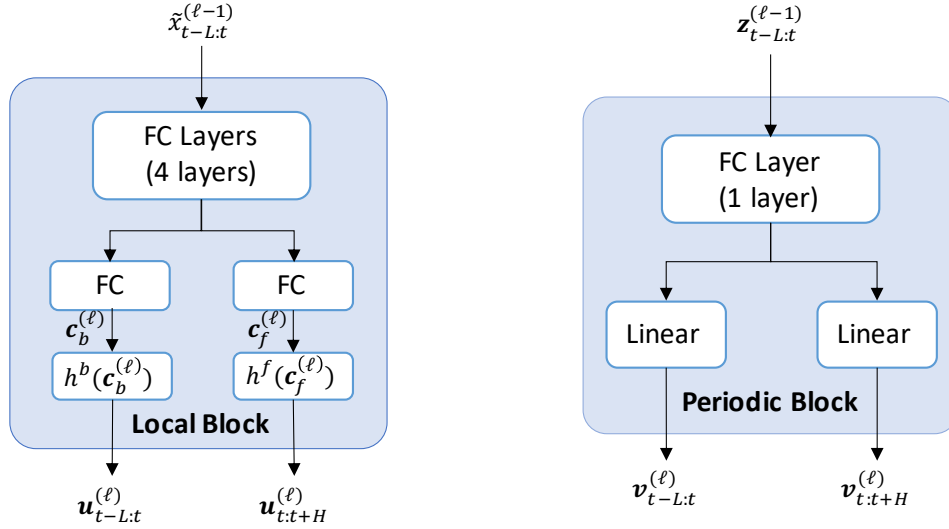 x̃_{t−L:t}^{(ℓ−1)}
FC Layers
(4 layers)
FC
FC
c_b^{(ℓ)}
c_f^{(ℓ)}
h^b(c_b^{(ℓ)})
h^f(c_f^{(ℓ)})
Local Block
u_{t−L:t}^{(ℓ)}
u_{t:t+H}^{(ℓ)}
z_{t−L:t}^{(ℓ−1)}
FC Layer
(1 layer)
Linear
Linear
Periodic Block
v_{t−L:t}^{(ℓ)}
v_{t:t+H}^{(ℓ)}